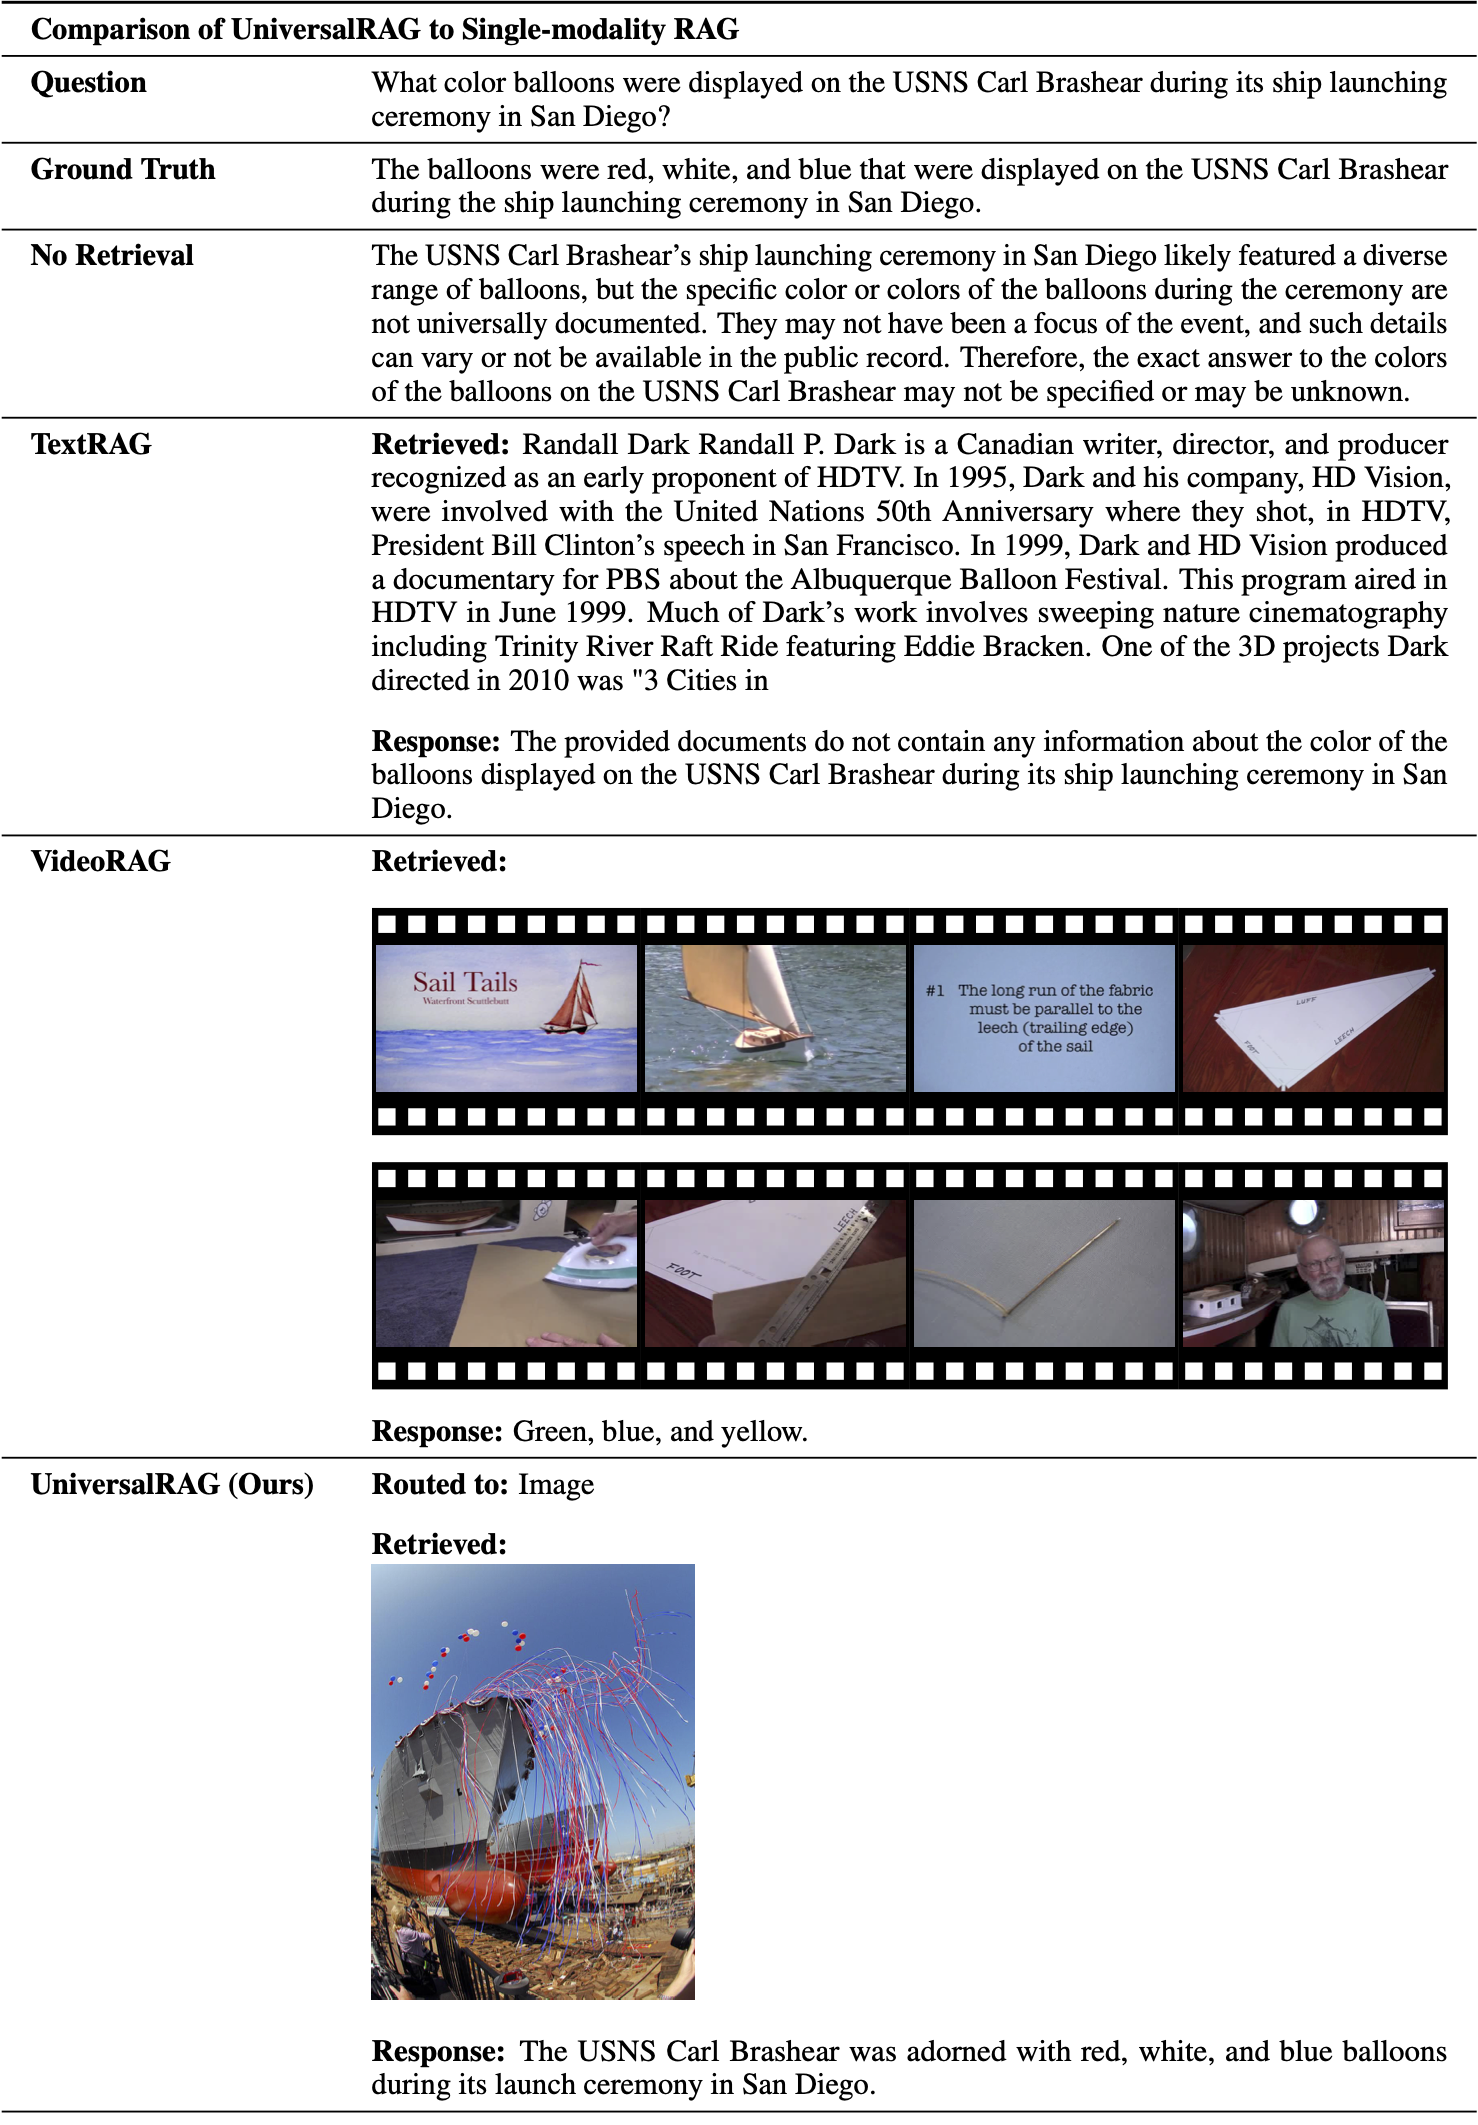 Comparison of UniversalRAG to Single-modality RAG
Question
What color balloons were displayed on the USNS Carl Brashear during its ship launching
ceremony in San Diego?
Ground Truth
The balloons were red, white, and blue that were displayed on the USNS Carl Brashear
during the ship launching ceremony in San Diego.
No Retrieval
The USNS Carl Brashear’s ship launching ceremony in San Diego likely featured a diverse
range of balloons, but the specific color or colors of the balloons during the ceremony are
not universally documented. They may not have been a focus of the event, and such details
can vary or not be available in the public record. Therefore, the exact answer to the colors
of the balloons on the USNS Carl Brashear may not be specified or may be unknown.
TextRAG
Retrieved: Randall Dark Randall P. Dark is a Canadian writer, director, and producer
recognized as an early proponent of HDTV. In 1995, Dark and his company, HD Vision,
were involved with the United Nations 50th Anniversary where they shot, in HDTV,
President Bill Clinton’s speech in San Francisco. In 1999, Dark and HD Vision produced
a documentary for PBS about the Albuquerque Balloon Festival. This program aired in
HDTV in June 1999. Much of Dark’s work involves sweeping nature cinematography
including Trinity River Raft Ride featuring Eddie Bracken. One of the 3D projects Dark
directed in 2010 was "3 Cities in
Response: The provided documents do not contain any information about the color of the
balloons displayed on the USNS Carl Brashear during its ship launching ceremony in San
Diego.
VideoRAG
Retrieved:
Sail Tails
Waterfront Scuttlebutt
#1 The long run of the fabric
must be parallel to the
leech (trailing edge)
of the sail
LUFF
LEECH
FOOT
LEECH
FOOT
Response: Green, blue, and yellow.
UniversalRAG (Ours)
Routed to: Image
Retrieved:
Response: The USNS Carl Brashear was adorned with red, white, and blue balloons
during its launch ceremony in San Diego.